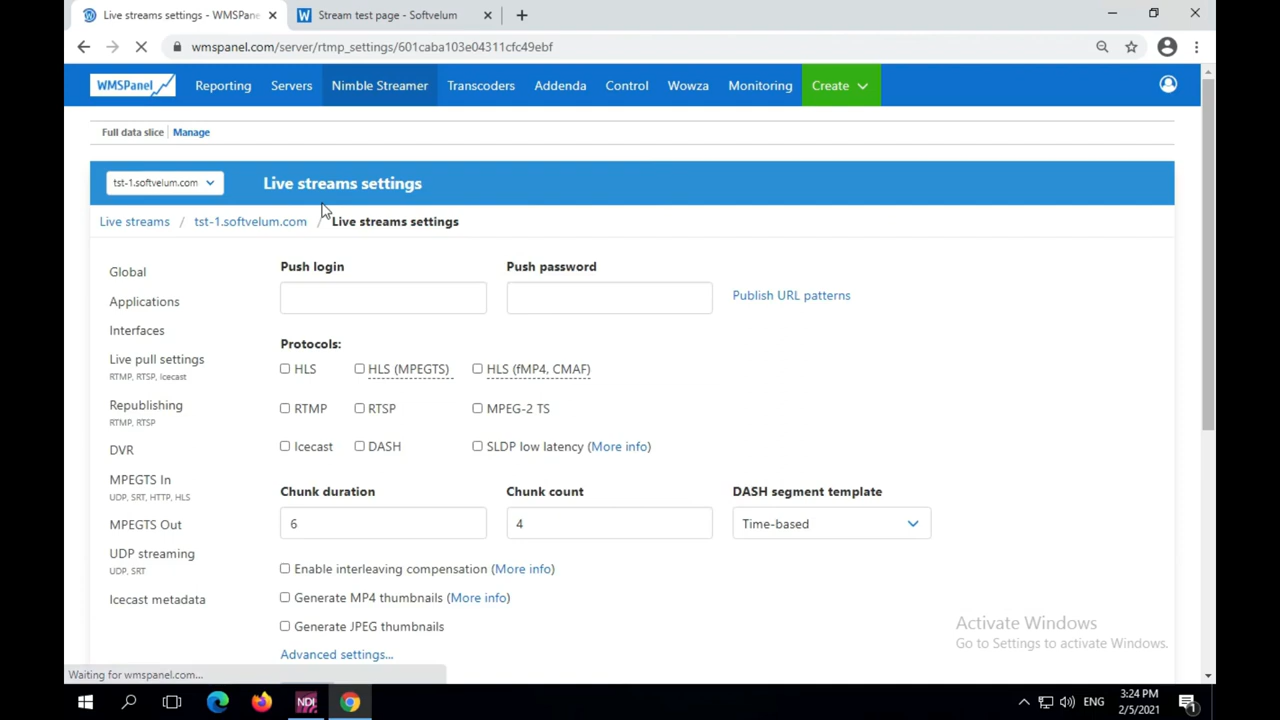 Live streams settings - WMSPane
Stream test page - Softvelum
wmspanel.com/server/rtmp_settings/601caba103e04311cfc49ebf
WMSPANEL Reporting Servers Nimble Streamer Transcoders Addenda Control Wowza Monitoring Create
Full data slice Manage
tst-1.softvelum.com Live streams settings
Live streams / tst-1.softvelum.com / Live streams settings
Global
Applications
Interfaces
Live pull settings
RTMP, RTSP, Icecast
Republishing
RTMP, RTSP
DVR
MPEGTS In
UDP, SRT, HTTP, HLS
MPEGTS Out
UDP streaming
UDP, SRT
Icecast metadata
Push login Push password
Publish URL patterns
Protocols:
HLS HLS (MPEGTS) HLS (fMP4, CMAF)
RTMP RTSP MPEG-2 TS
Icecast DASH SLDP low latency (More info)
Chunk duration Chunk count DASH segment template
6 4 Time-based
Enable interleaving compensation (More info)
Generate MP4 thumbnails (More info)
Generate JPEG thumbnails
Advanced settings...
Activate Windows
Go to Settings to activate Windows.
Waiting for wmspanel.com...
NDI
ENG
3:24 PM
2/5/2021
1